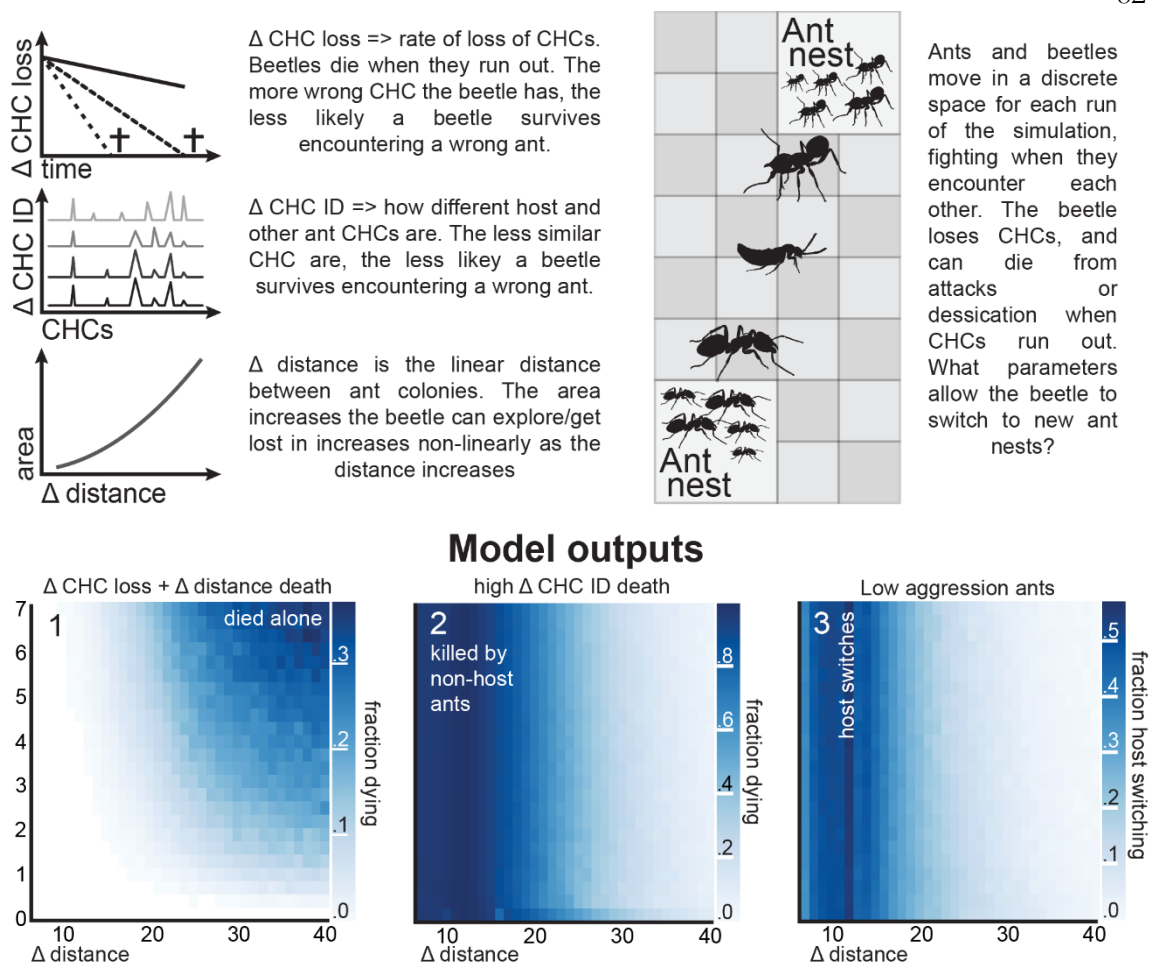 Δ CHC loss
time
Δ CHC loss => rate of loss of CHCs.
Beetles die when they run out. The
more wrong CHC the beetle has, the
less likely a beetle survives
encountering a wrong ant.
Δ CHC ID
CHCs
Δ CHC ID => how different host and
other ant CHCs are. The less similar
CHC are, the less likey a beetle
survives encountering a wrong ant.
area
Δ distance
Δ distance is the linear distance
between ant colonies. The area
increases the beetle can explore/get
lost in increases non-linearly as the
distance increases
Ant
nest
Ant
nest
Ants and beetles
move in a discrete
space for each run
of the simulation,
fighting when they
encounter each
other. The beetle
loses CHCs, and
can die from
attacks or
dessication when
CHCs run out.
What parameters
allow the beetle to
switch to new ant
nests?
Model outputs
Δ CHC loss + Δ distance death
1
died alone
7
6
5
4
3
2
1
0
10 20 30 40
Δ distance
.3
.2
.1
.0
fraction dying
high Δ CHC ID death
2
killed by
non-host
ants
10 20 30 40
Δ distance
.8
.6
.4
.2
.0
fraction dying
Low aggression ants
3
host switches
10 20 30 40
Δ distance
.5
.4
.3
.2
.1
.0
fraction host switching